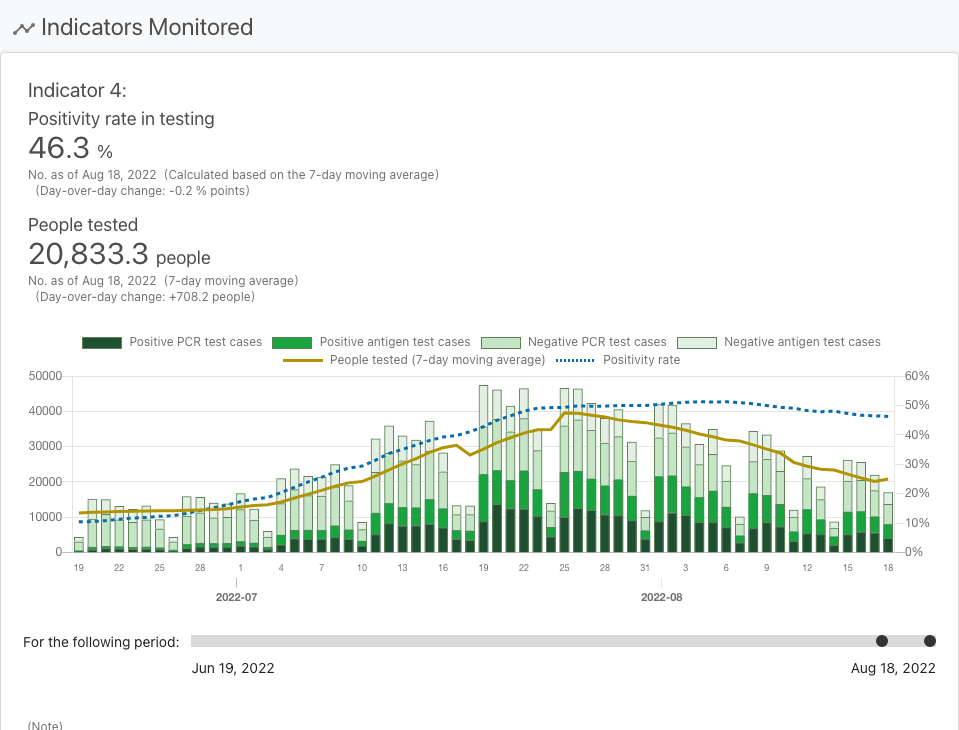 Indicators Monitored
Indicator 4:
Positivity rate in testing
46.3 %
No. as of Aug 18, 2022 (Calculated based on the 7-day moving average)
(Day-over-day change: -0.2 % points)
People tested
20,833.3 people
No. as of Aug 18, 2022 (7-day moving average)
(Day-over-day change: +708.2 people)
Positive PCR test cases Positive antigen test cases Negative PCR test cases Negative antigen test cases
People tested (7-day moving average) Positivity rate
50000 60%
40000 50%
30000 40%
20000 30%
10000 20%
0 10%
0%
19 22 25 28 1 4 7 10 13 16 19 22 25 28 31 3 6 9 12 15 18
2022-07 2022-08
For the following period:
Jun 19, 2022 Aug 18, 2022
(Note)